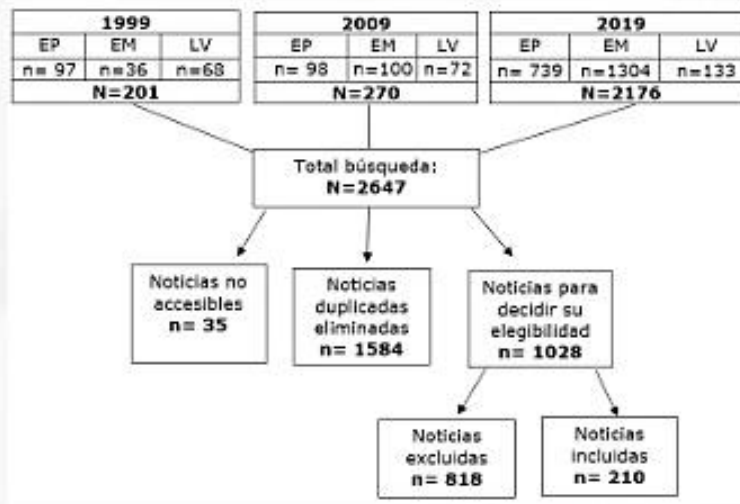 1999
EP EM LV
n= 97 n=36 n=68
N=201
2009
EP EM LV
n= 98 n=100 n=72
N=270
2019
EP EM LV
n= 739 n=1304 n=133
N=2176
Total búsqueda:
N=2647
Noticias no
accesibles
n= 35
Noticias
duplicadas
eliminadas
n= 1584
Noticias para
decidir su
elegibilidad
n= 1028
Noticias
excluidas
n= 818
Noticias
incluidas
n= 210